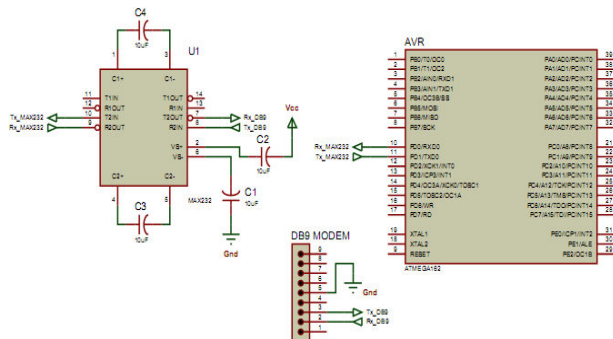 C4
10uF
U1
1
3
C1+
C1-
11
T1IN
T1OUT
14
12
R1OUT
R1IN
13
Tx_MAX232
10
T2IN
T2OUT
7
Rx_DB9
Rx_MAX232
9
R2OUT
R2IN
8
Tx_DB9
VS+
2
VS-
6
C2+
C2-
4
5
MAX232
C3
10uF
C2
10uF
Vcc
C1
10uF
Gnd
AVR
1
PB0/T0/OC0
2
PB1/T1/OC2
3
PB2/AIN0/RXD1
4
PB3/AIN1/TXD1
5
PB4/OC3B/SS
6
PB5/MOSI
7
PB6/MISO
8
PB7/SCK
Rx_MAX232
10
PD0/RXD0
Tx_MAX232
11
PD1/TXD0
12
PD2/XCK1/INT0
13
PD3/ICP3/INT1
14
PD4/OC3A/XCK0/TOSC1
15
PD5/TOSC2/OC1A
16
PD6/WR
17
PD7/RD
19
XTAL1
18
XTAL2
9
RESET
PA0/AD0/PCINT0
39
PA1/AD1/PCINT1
38
PA2/AD2/PCINT2
37
PA3/AD3/PCINT3
36
PA4/AD4/PCINT4
35
PA5/AD5/PCINT5
34
PA6/AD6/PCINT6
33
PA7/AD7/PCINT7
32
PC0/A8/PCINT8
21
PC1/A9/PCINT9
22
PC2/A10/PCINT10
23
PC3/A11/PCINT11
24
PC4/A12/TCK/PCINT12
25
PC5/A13/TMS/PCINT13
26
PC6/A14/TDO/PCINT14
27
PC7/A15/TDI/PCINT15
28
PE0/ICP1/INT2
31
PE1/ALE
30
PE2/OC1B
29
ATMEGA162
DB9 MODEM
9
8
7
6
5
4
3
2
1
Gnd
Tx_DB9
Rx_DB9